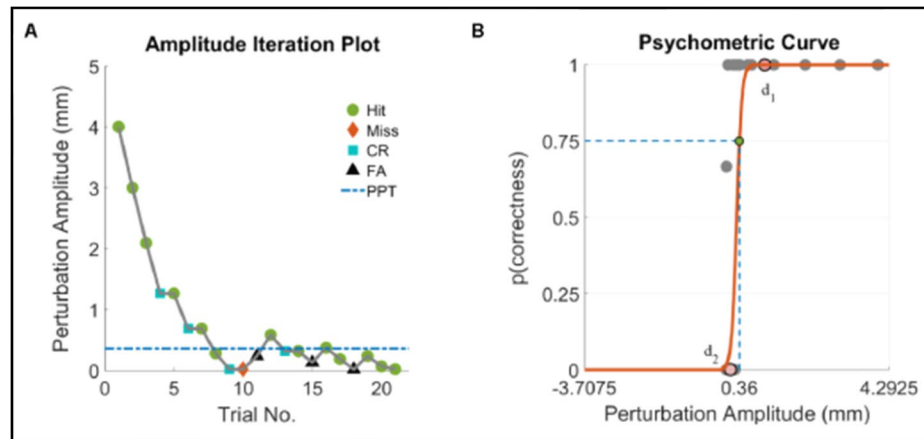 A
Amplitude Iteration Plot
Perturbation Amplitude (mm)
5
4
3
2
1
0
0
5
10
15
20
Trial No.
Hit
Miss
CR
FA
PPT
B
Psychometric Curve
p(correctness)
1
0.75
0.5
0.25
0
d1
d2
-3.7075
0.36
4.2925
Perturbation Amplitude (mm)